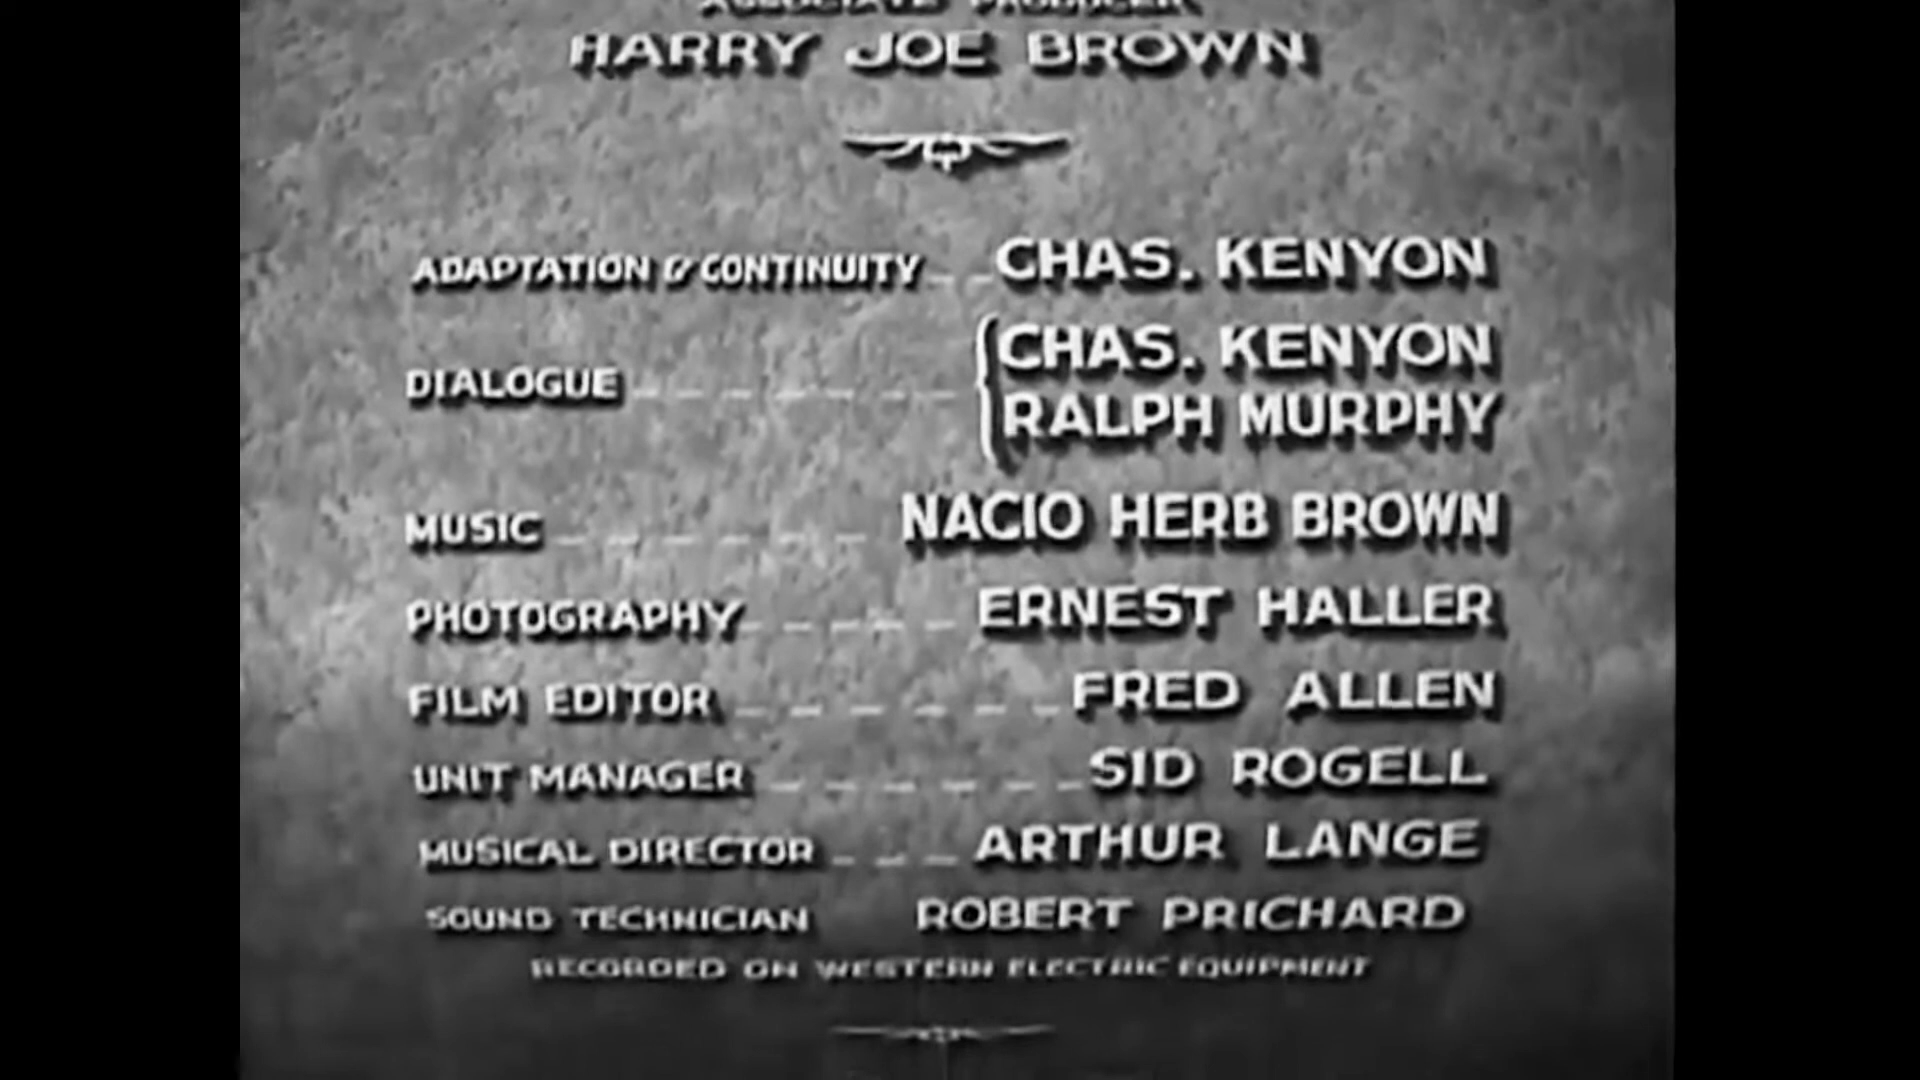 ASSOCIATE PRODUCER
HARRY JOE BROWN
ADAPTATION & CONTINUITY _ _ CHAS. KENYON
DIALOGUE _ _ _ _ _ _ _ { CHAS. KENYON
RALPH MURPHY
MUSIC _ _ _ _ _ _ NACIO HERB BROWN
PHOTOGRAPHY _ _ _ _ ERNEST HALLER
FILM EDITOR _ _ _ _ _ _ FRED ALLEN
UNIT MANAGER _ _ _ _ _ _ SID ROGELL
MUSICAL DIRECTOR _ _ _ ARTHUR LANGE
SOUND TECHNICIAN ROBERT PRICHARD
RECORDED ON WESTERN ELECTRIC EQUIPMENT